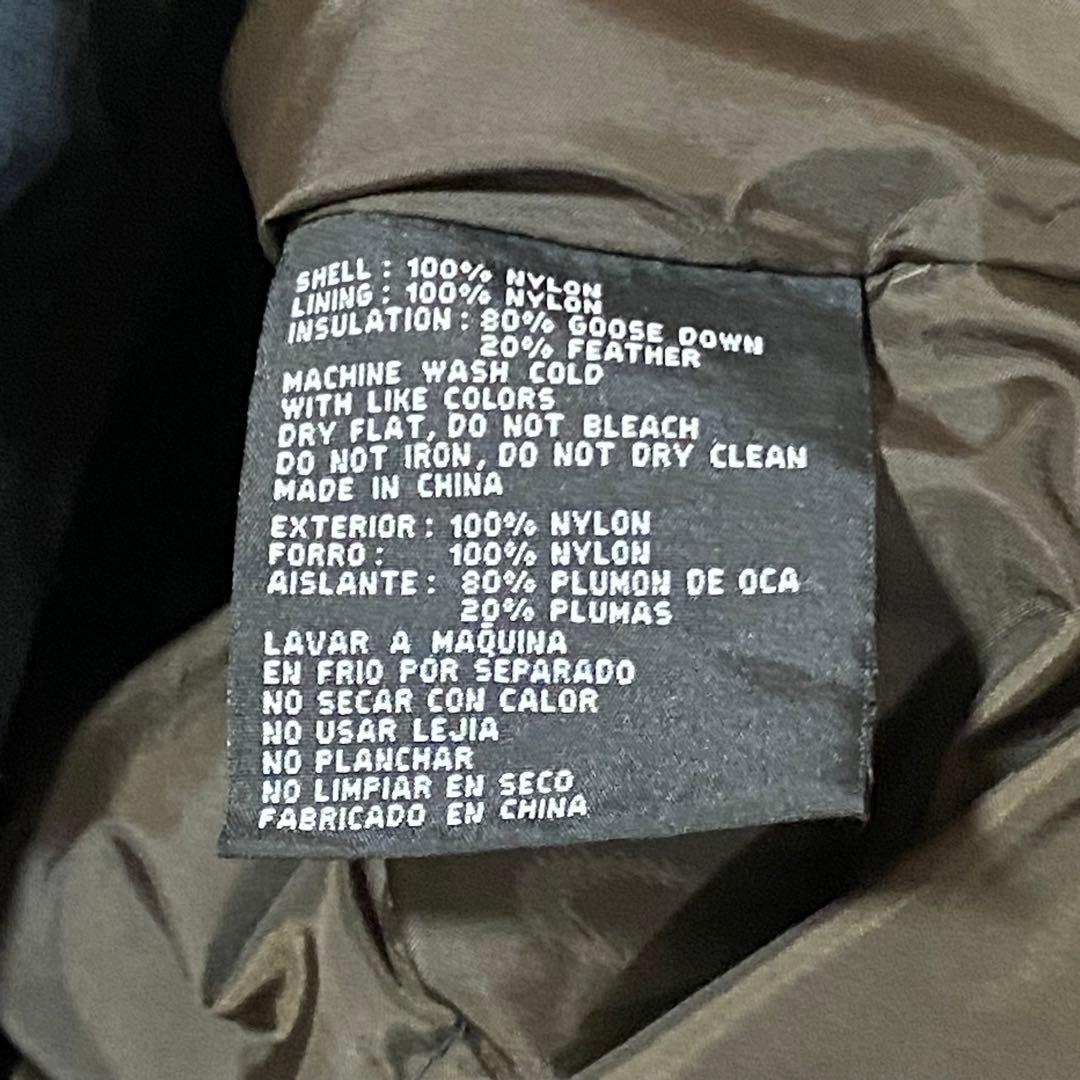 SHELL : 100% NYLON
LINING : 100% NYLON
INSULATION : 80% GOOSE DOWN
20% FEATHER
MACHINE WASH COLD
WITH LIKE COLORS
DRY FLAT, DO NOT BLEACH
DO NOT IRON, DO NOT DRY CLEAN
MADE IN CHINA
EXTERIOR : 100% NYLON
FORRO : 100% NYLON
AISLANTE : 80% PLUMON DE OCA
20% PLUMAS
LAVAR A MAQUINA
EN FRIO POR SEPARADO
NO SECAR CON CALOR
NO USAR LEJIA
NO PLANCHAR
NO LIMPIAR EN SECO
FABRICADO EN CHINA